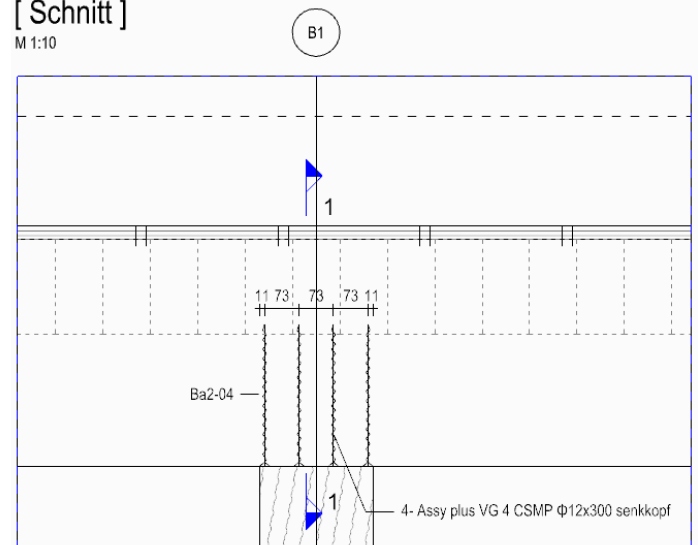 [ Schnitt ]
M 1:10
B1
1
11 73 73 73 11
Ba2-04
1
4- Assy plus VG 4 CSMP Φ12x300 senkkopf